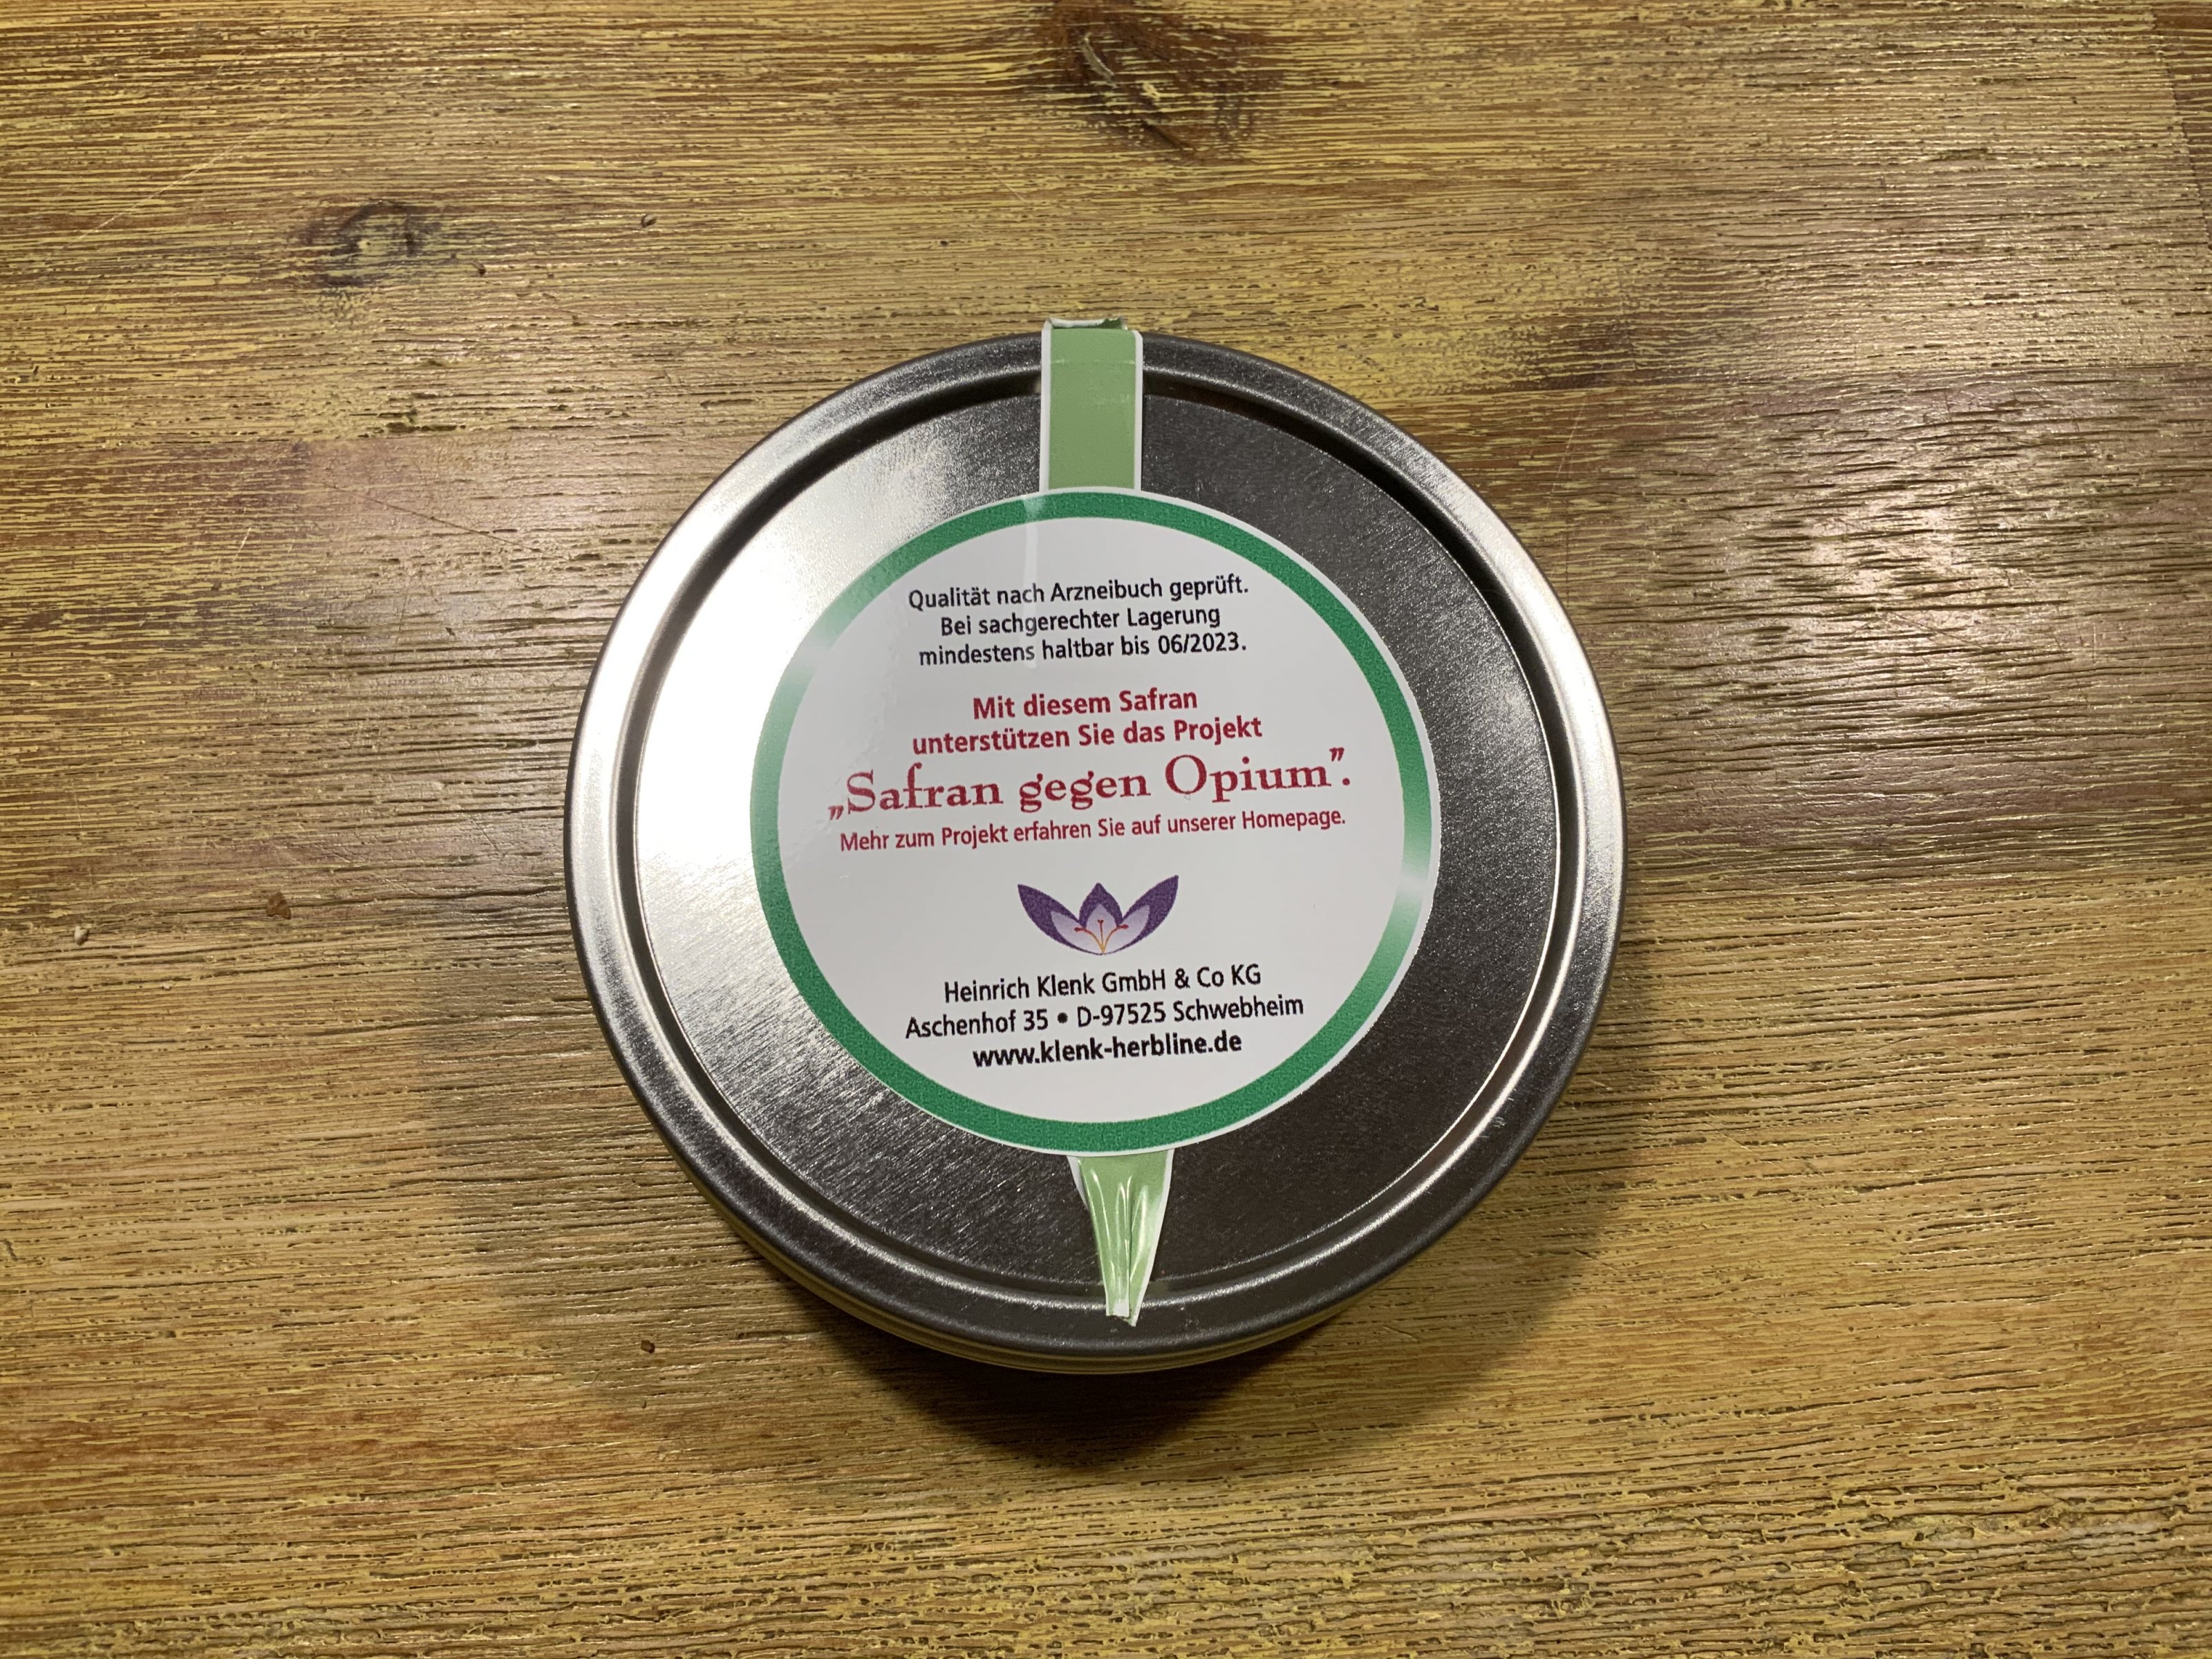 Qualität nach Arzneibuch geprüft.
Bei sachgerechter Lagerung
mindestens haltbar bis 06/2023.
Mit diesem Safran
unterstützen Sie das Projekt
„Safran gegen Opium”.
Mehr zum Projekt erfahren Sie auf unserer Homepage.
Heinrich Klenk GmbH & Co KG
Aschenhof 35 • D-97525 Schwebheim
www.klenk-herbline.de